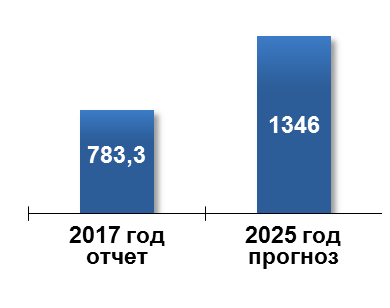 1346
783,3
2017 год
отчет
2025 год
прогноз